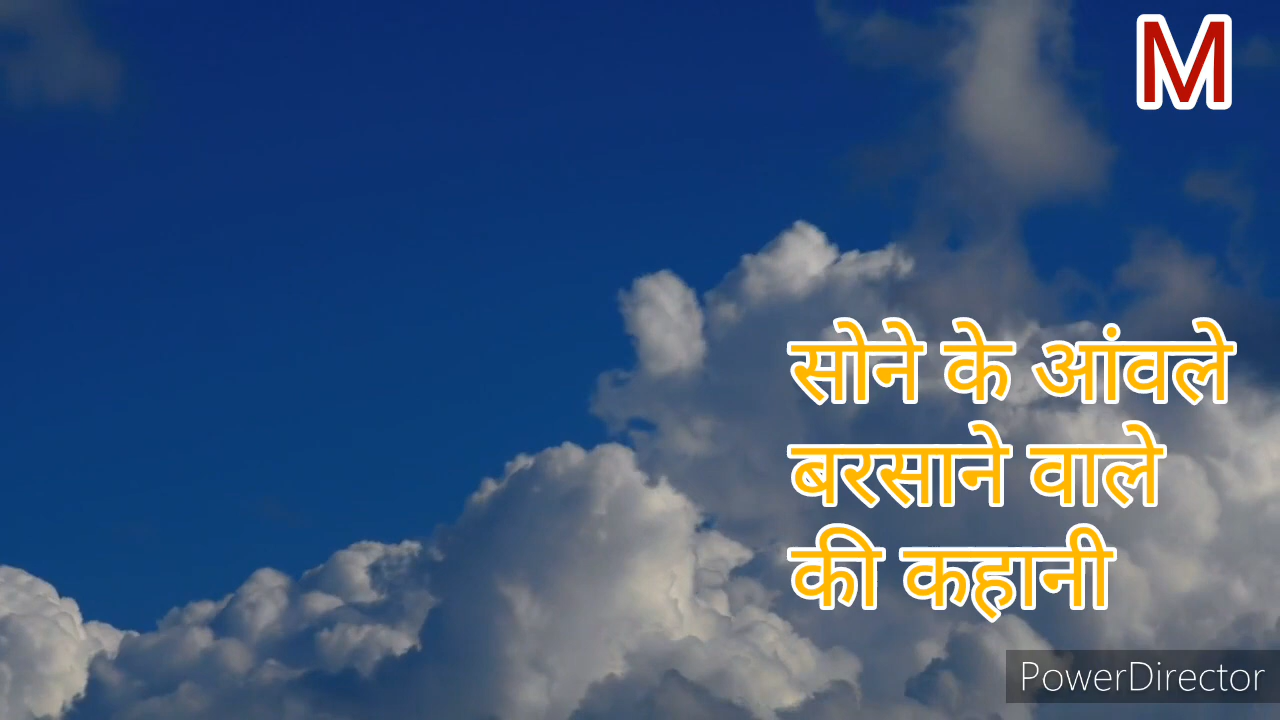 M
सोने के आंवले
बरसाने वाले
की कहानी
PowerDirector